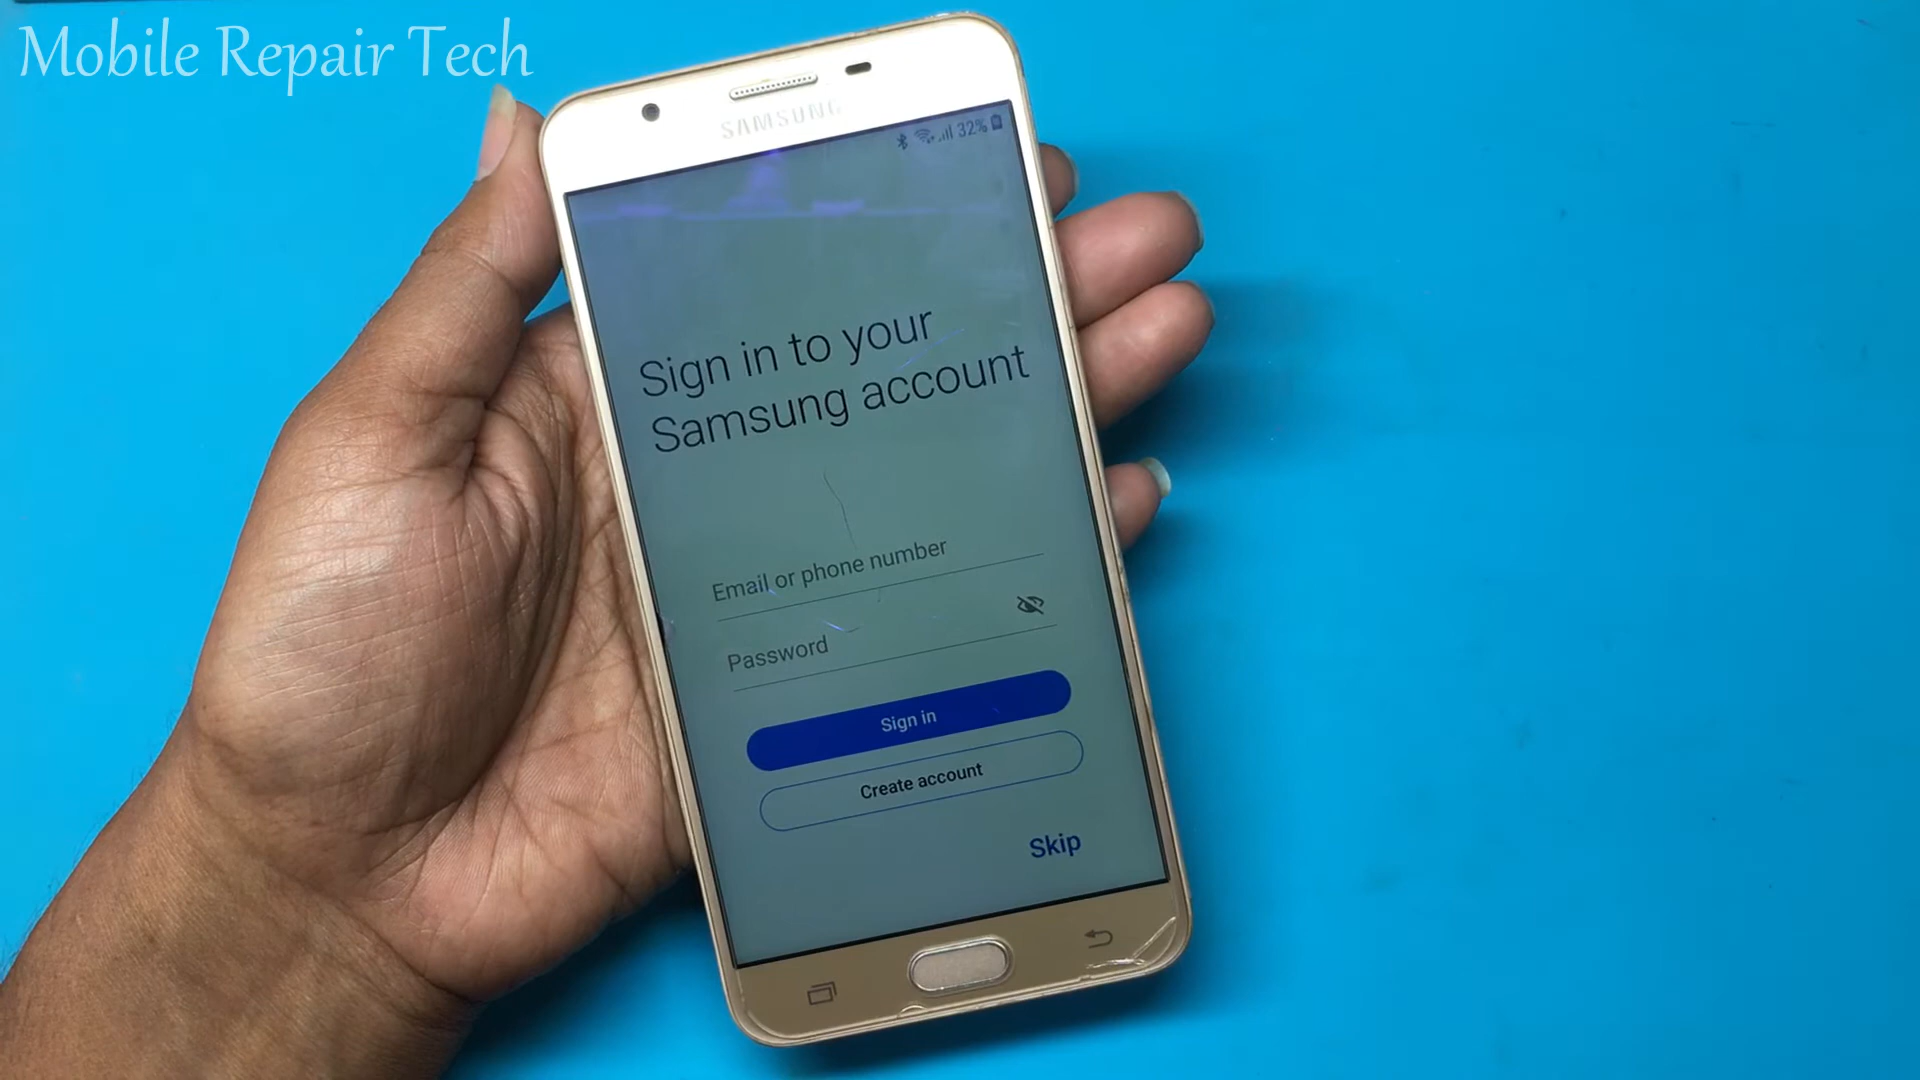 Mobile Repair Tech
SAMSUNG
32%
Sign in to your
Samsung account
Email or phone number
Password
Sign in
Create account
Skip